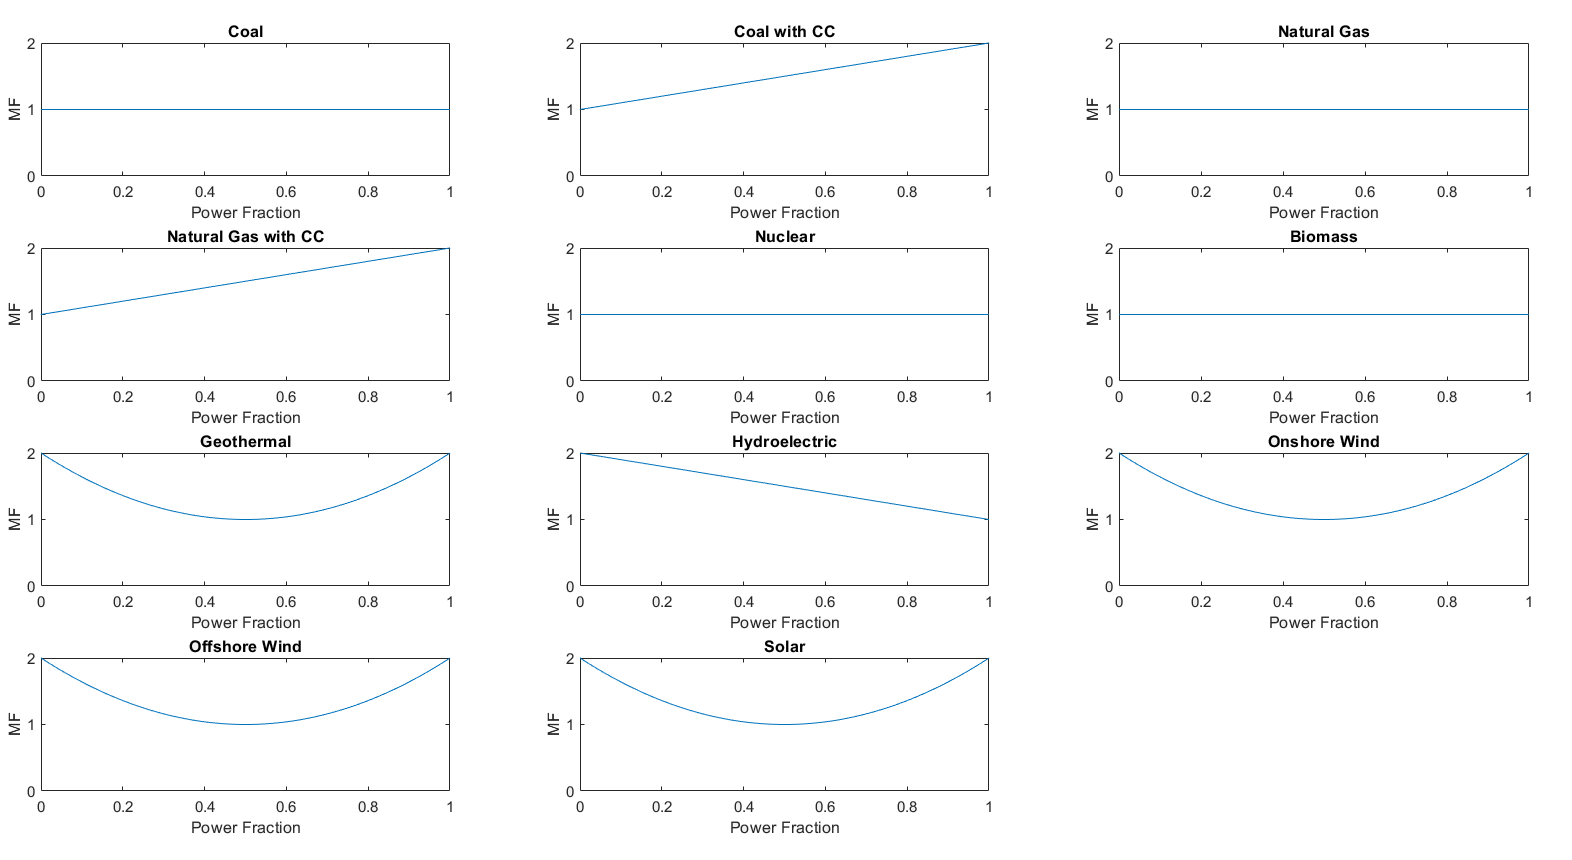 Coal
2
1
0
MF
0 0.2 0.4 0.6 0.8 1
Power Fraction
Coal with CC
2
1
0
MF
0 0.2 0.4 0.6 0.8 1
Power Fraction
Natural Gas
2
1
0
MF
0 0.2 0.4 0.6 0.8 1
Power Fraction
Natural Gas with CC
2
1
0
MF
0 0.2 0.4 0.6 0.8 1
Power Fraction
Nuclear
2
1
0
MF
0 0.2 0.4 0.6 0.8 1
Power Fraction
Biomass
2
1
0
MF
0 0.2 0.4 0.6 0.8 1
Power Fraction
Geothermal
2
1
0
MF
0 0.2 0.4 0.6 0.8 1
Power Fraction
Hydroelectric
2
1
0
MF
0 0.2 0.4 0.6 0.8 1
Power Fraction
Onshore Wind
2
1
0
MF
0 0.2 0.4 0.6 0.8 1
Power Fraction
Offshore Wind
2
1
0
MF
0 0.2 0.4 0.6 0.8 1
Power Fraction
Solar
2
1
0
MF
0 0.2 0.4 0.6 0.8 1
Power Fraction